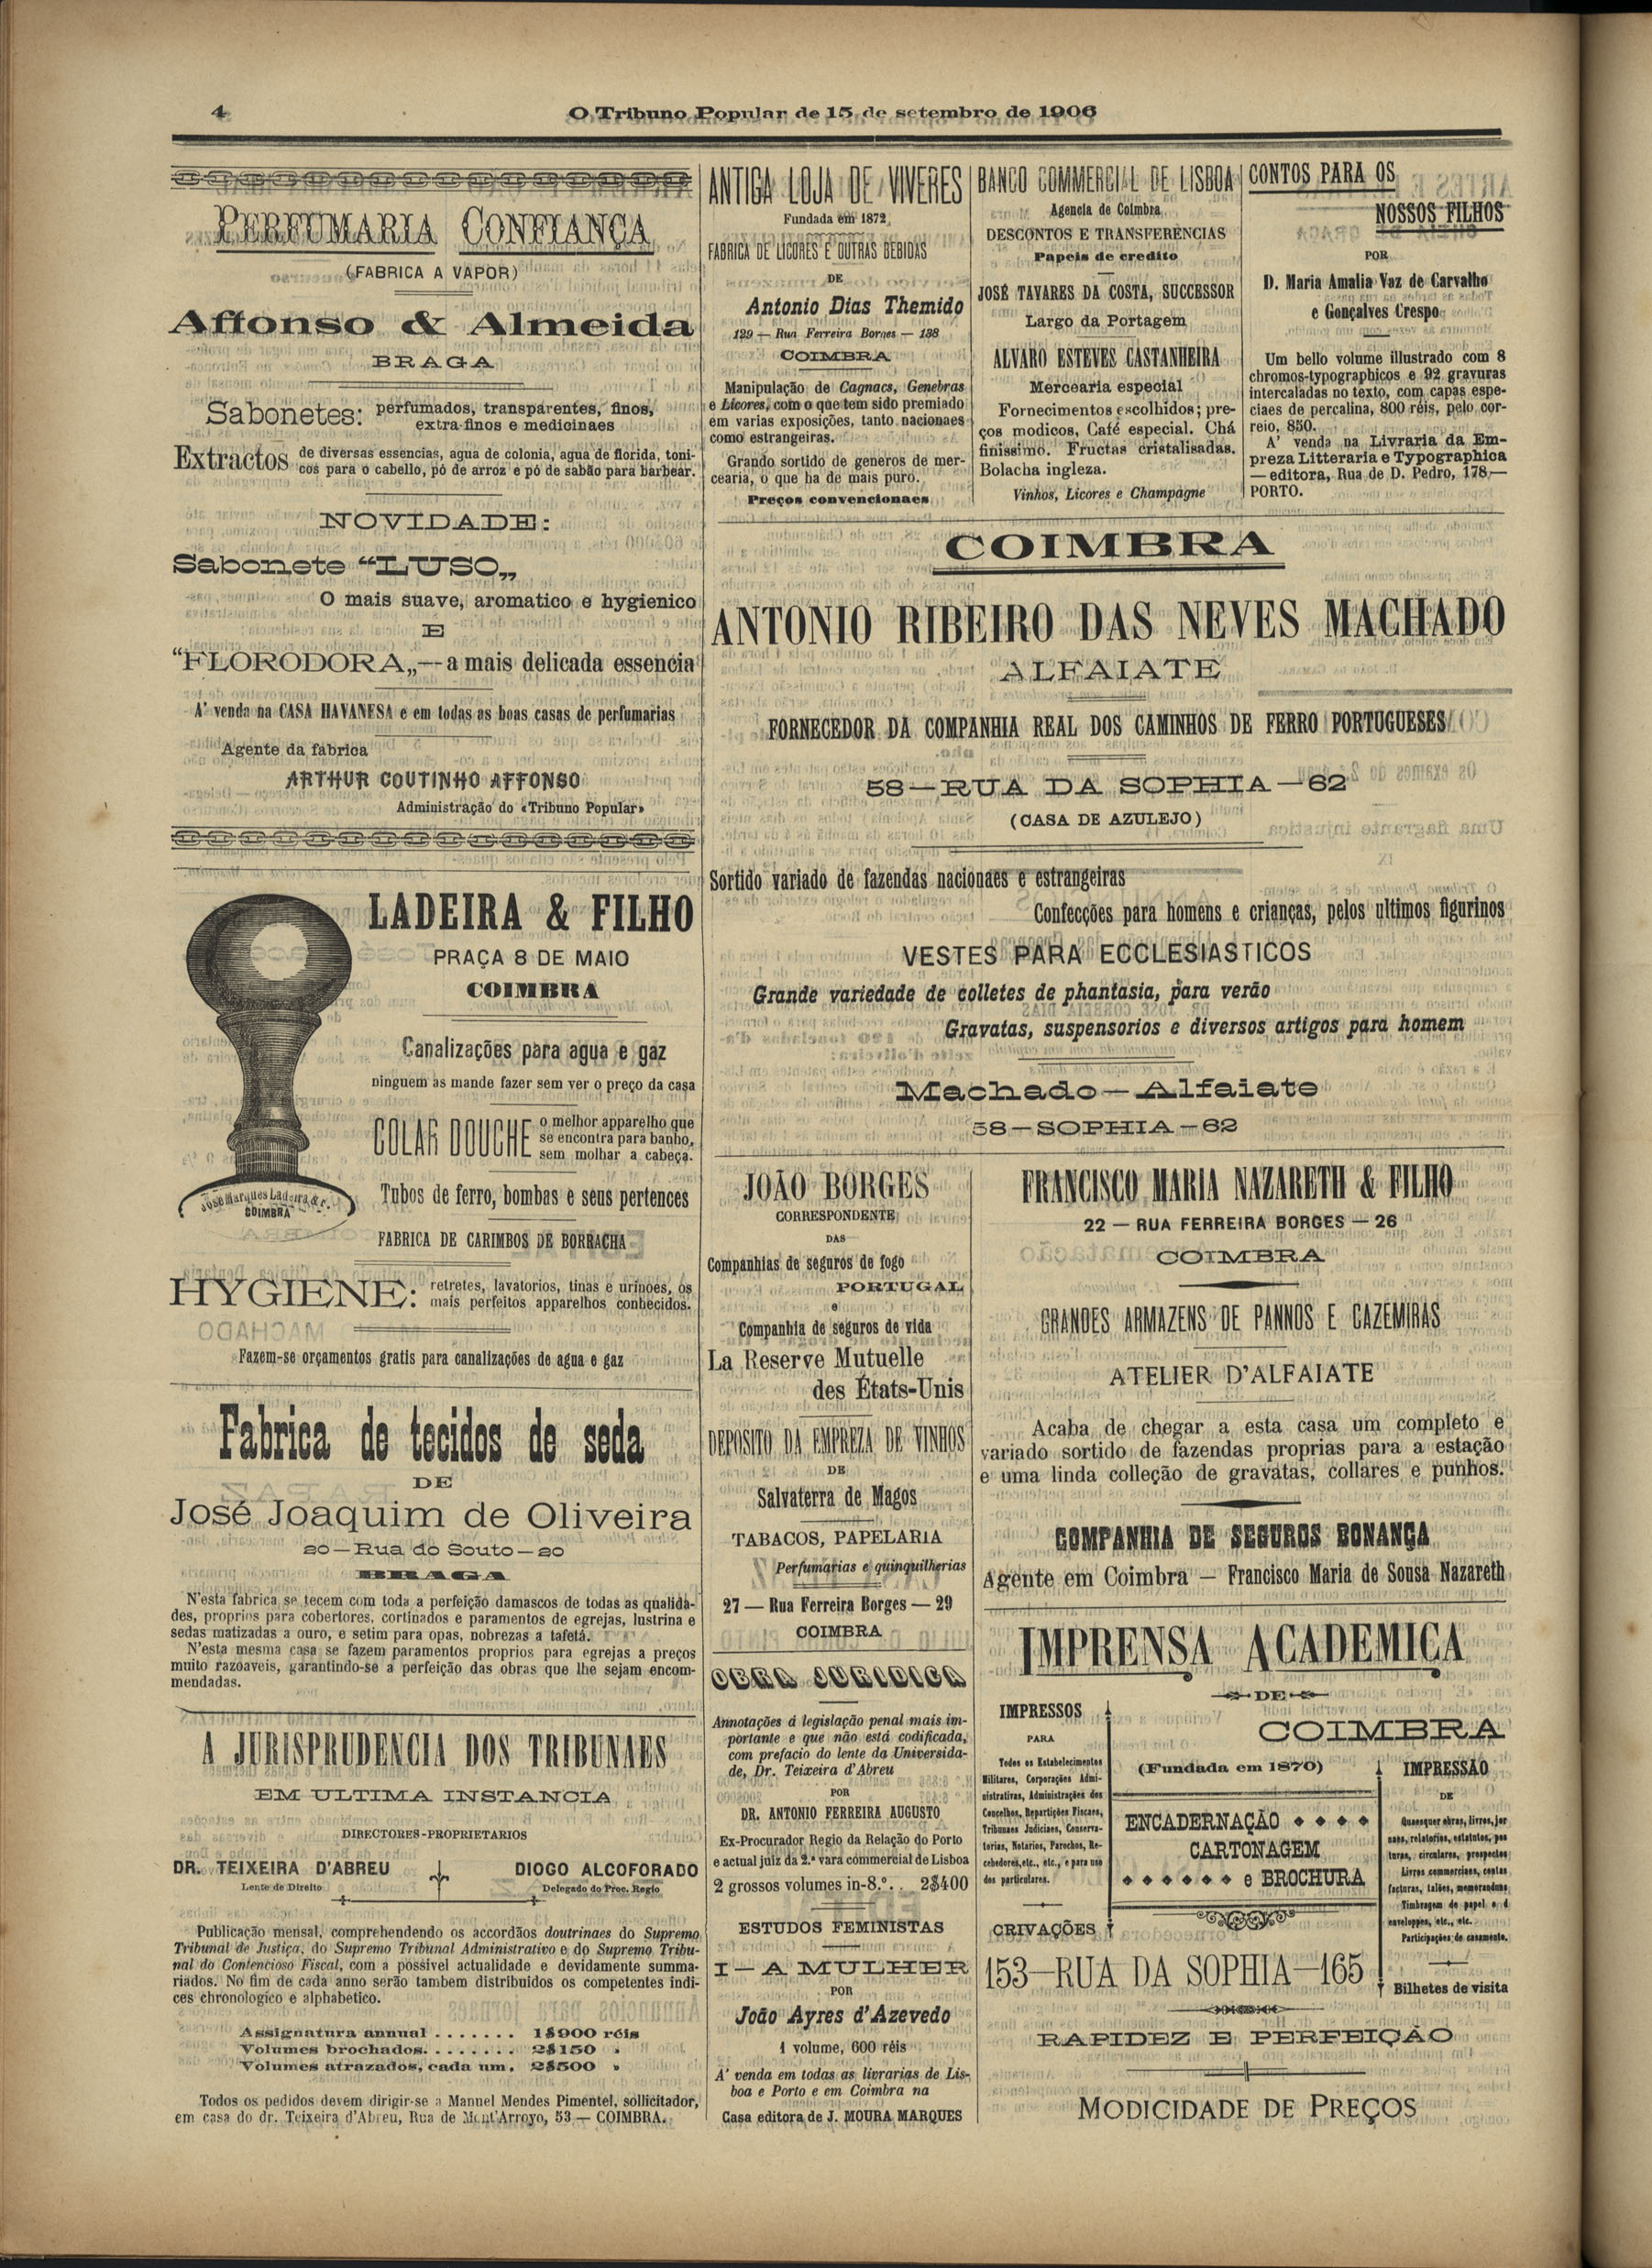 4
O Tribuno Popular de 15 de setembro de 1906
PERFUMARIA CONFIANÇA
(FABRICA A VAPOR)
Affonso & Almeida
BRAGA
Sabonetes: perfumados, transparentes, finos,
extra-finos e medicinaes
Extractos de diversas essencias, agua de colonia, agua de florida, toni-
cos para o cabello, pó de arroz e pó de sabão para barbear.
NOVIDADE:
Sabonete “LUSO„
O mais suave, aromatico e hygienico
E
“FLORODORA„—a mais delicada essencia
A' venda na CASA HAVANESA e em todas as boas casas de perfumarias
Agente da fabrica
ARTHUR COUTINHO AFFONSO
Administração do «Tribuno Popular»
LADEIRA & FILHO
PRAÇA 8 DE MAIO
COIMBRA
Canalizações para agua e gaz
ninguem as mande fazer sem ver o preço da casa
COLAR DOUCHE o melhor apparelho que
se encontra para banho,
sem molhar a cabeça.
Tubos de ferro, bombas e seus pertences
FABRICA DE CARIMBOS DE BORRACHA
José Marques Ladeira, & F.
COIMBRA
HYGIENE: retretes, lavatorios, tinas e urinoes, os
mais perfeitos apparelhos conhecidos.
Fazem-se orçamentos gratis para canalizações de agua e gaz
Fabrica de tecidos de seda
DE
José Joaquim de Oliveira
20—Rua do Souto—20
BRAGA
N'esta fabrica se tecem com toda a perfeição damascos de todas as qualida-
des, proprios para cobertores, cortinados e paramentos de egrejas, lustrina e
sedas matizadas a ouro, e setim para opas, nobrezas a tafetá.
N'esta mesma casa se fazem paramentos proprios para egrejas a preços
muito razoaveis, garantindo-se a perfeição das obras que lhe sejam encom-
mendadas.
A JURISPRUDENCIA DOS TRIBUNAES
EM ULTIMA INSTANCIA
DIRECTORES-PROPRIETARIOS
DR. TEIXEIRA D'ABREU
Lente de Direito
DIOGO ALCOFORADO
Delegado do Proc. Regio
Publicação mensal, comprehendendo os accordãos doutrinaes do Supremo
Tribunal de Justiça, do Supremo Tribunal Administrativo e do Supremo Tribu-
nal do Contencioso Fiscal, com a possivel actualidade e devidamente summa-
riados. No fim de cada anno serão tambem distribuidos os competentes indi-
ces chronologico e alphabetico.
Assignatura annual ....... 1$900 réis
Volumes brochados........ 2$150 »
Volumes atrazados, cada um. 2$500 »
Todos os pedidos devem dirigir-se a Manuel Mendes Pimentel, sollicitador,
em casa do dr. Teixeira d'Abreu, Rua de Mont'Arroyo, 53 — COIMBRA.
ANTIGA LOJA DE VIVERES
Fundada em 1872
FABRICA DE LICORES E OUTRAS BEBIDAS
DE
Antonio Dias Themido
129 — Rua Ferreira Borges — 138
COIMBRA
Manipulação de Cagnacs, Genebras
e Licores, com o que tem sido premiado
em varias exposições, tanto nacionaes
como estrangeiras.
Grando sortido de generos de mer-
cearia, o que ha de mais puro.
Preços convencionaes
BANCO COMMERCIAL DE LISBOA
Agencia de Coimbra
DESCONTOS E TRANSFERENCIAS
Papeis de credito
JOSÉ TAVARES DA COSTA, SUCCESSOR
Largo da Portagem
ALVARO ESTEVES CASTANHEIRA
Mercearia especial
Fornecimentos escolhidos; pre-
ços modicos, Café especial. Chá
finissimo. Fructas cristalisadas.
Bolacha ingleza.
Vinhos, Licores e Champagne
CONTOS PARA OS
NOSSOS FILHOS
POR
D. Maria Amalia Vaz de Carvalho
e Gonçalves Crespo
Um bello volume illustrado com 8
chromos-typographicos e 92 gravuras
intercaladas no texto, com capas espe-
ciaes de percalina, 800 réis, pelo cor-
reio, 850.
A' venda na Livraria da Em-
preza Litteraria e Typographica
—editora, Rua de D. Pedro, 178—
PORTO.
COIMBRA
ANTONIO RIBEIRO DAS NEVES MACHADO
ALFAIATE
FORNECEDOR DA COMPANHIA REAL DOS CAMINHOS DE FERRO PORTUGUESES
58—RUA DA SOPHIA—62
(CASA DE AZULEJO)
Sortido variado de fazendas nacionaes e estrangeiras
Confecções para homens e crianças, pelos ultimos figurinos
VESTES PARA ECCLESIASTICOS
Grande variedade de colletes de phantasia, para verão
Gravatas, suspensorios e diversos artigos para homem
Machado—Alfaiate
58—SOPHIA—62
JOÃO BORGES
CORRESPONDENTE
DAS
Companhias de seguros de fogo
PORTUGAL
e
Companhia de seguros de vida
La Reserve Mutuelle
des États-Unis
DEPOSITO DA EMPREZA DE VINHOS
DE
Salvaterra de Magos
TABACOS, PAPELARIA
Perfumarias e quinquilherias
27 — Rua Ferreira Borges — 29
COIMBRA
OBRA JURIDICA
Annotações á legislação penal mais im-
portante e que não está codificada,
com prefacio do lente da Universida-
de, Dr. Teixeira d'Abreu
POR
DR. ANTONIO FERREIRA AUGUSTO
Ex-Procurador Regio da Relação do Porto
e actual juiz da 2.ª vara commercial de Lisboa
2 grossos volumes in-8.º.. 2$400
ESTUDOS FEMINISTAS
I—A MULHER
POR
João Ayres d'Azevedo
1 volume, 600 réis
A' venda em todas as livrarias de Lis-
boa e Porto e em Coimbra na
Casa editora de J. MOURA MARQUES
FRANCISCO MARIA NAZARETH & FILHO
22 — RUA FERREIRA BORGES — 26
COIMBRA
GRANDES ARMAZENS DE PANNOS E CAZEMIRAS
ATELIER D'ALFAIATE
Acaba de chegar a esta casa um completo e
variado sortido de fazendas proprias para a estação
e uma linda colleção de gravatas, collares e punhos.
COMPANHIA DE SEGUROS BONANÇA
Agente em Coimbra — Francisco Maria de Sousa Nazareth
IMPRENSA ACADEMICA
DE
COIMBRA
(Fundada em 1870)
IMPRESSOS
PARA
Todos os Estabelecimentos
Militares, Corporações Admi-
nistrativas, Administrações dos
Concelhos, Repartições Fiscaes,
Tribunaes Judiciaes, Conserva-
torias, Notarios, Parochos, Re-
cebedores, etc., etc., e para uso
dos particulares.
CRIVAÇÕES
ENCADERNAÇÃO
CARTONAGEM
e BROCHURA
IMPRESSÃO
DE
Quaesquer obras, livros, jor
naes, relatorios, estatutos, pos
turas, circulares, prospectos
Livros commerciaes, contas
facturas, talões, memoranduns
Timbragem de papel e d
enveloppes, etc., etc.
Participações de casamento.
Bilhetes de visita
153—RUA DA SOPHIA—165
RAPIDEZ E PERFEIÇÃO
MODICIDADE DE PREÇOS